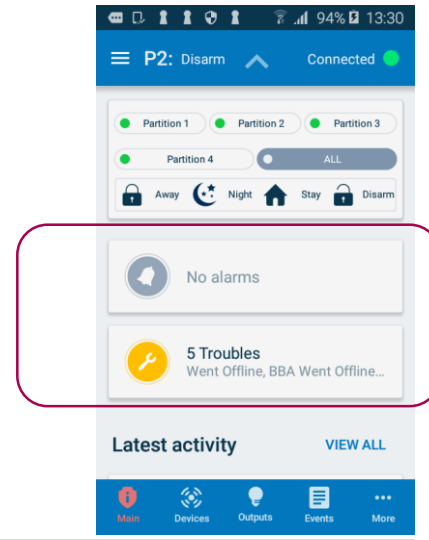 94% 13:30
P2: Disarm Connected
Partition 1 Partition 2 Partition 3
Partition 4 ALL
Away Night Stay Disarm
No alarms
5 Troubles
Went Offline, BBA Went Offline...
Latest activity VIEW ALL
Main Devices Outputs Events More